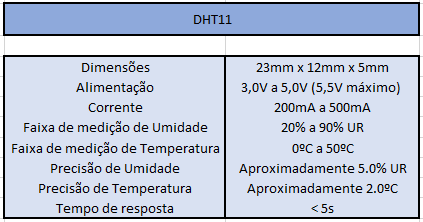 DHT11
Dimensões 23mm x 12mm x 5mm
Alimentação 3,0V a 5,0V (5,5V máximo)
Corrente 200mA a 500mA
Faixa de medição de Umidade 20% a 90% UR
Faixa de medição de Temperatura 0ºC a 50ºC
Precisão de Umidade Aproximadamente 5.0% UR
Precisão de Temperatura Aproximadamente 2.0ºC
Tempo de resposta < 5s